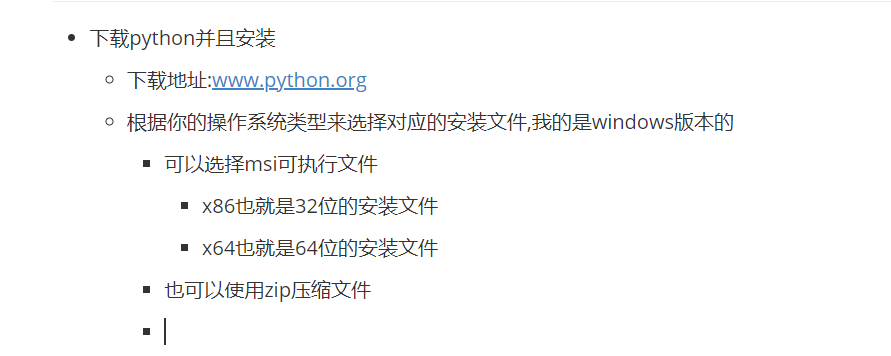 下载python并且安装
下载地址:www.python.org
根据你的操作系统类型来选择对应的安装文件,我的是windows版本的
可以选择msi可执行文件
x86也就是32位的安装文件
x64也就是64位的安装文件
也可以使用zip压缩文件